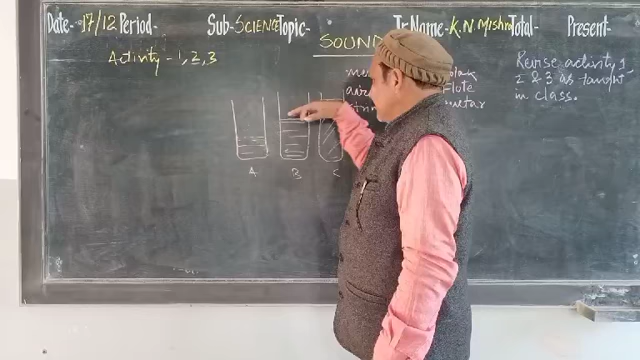 Date- 17/12 Period- Sub- SCIENCE Topic- Tr. Name- K.N. Mishra Total- Present-
SOUND
Activity - 1, 2, 3
Revise activity 1
2 & 3 as taught
in class.
A B C